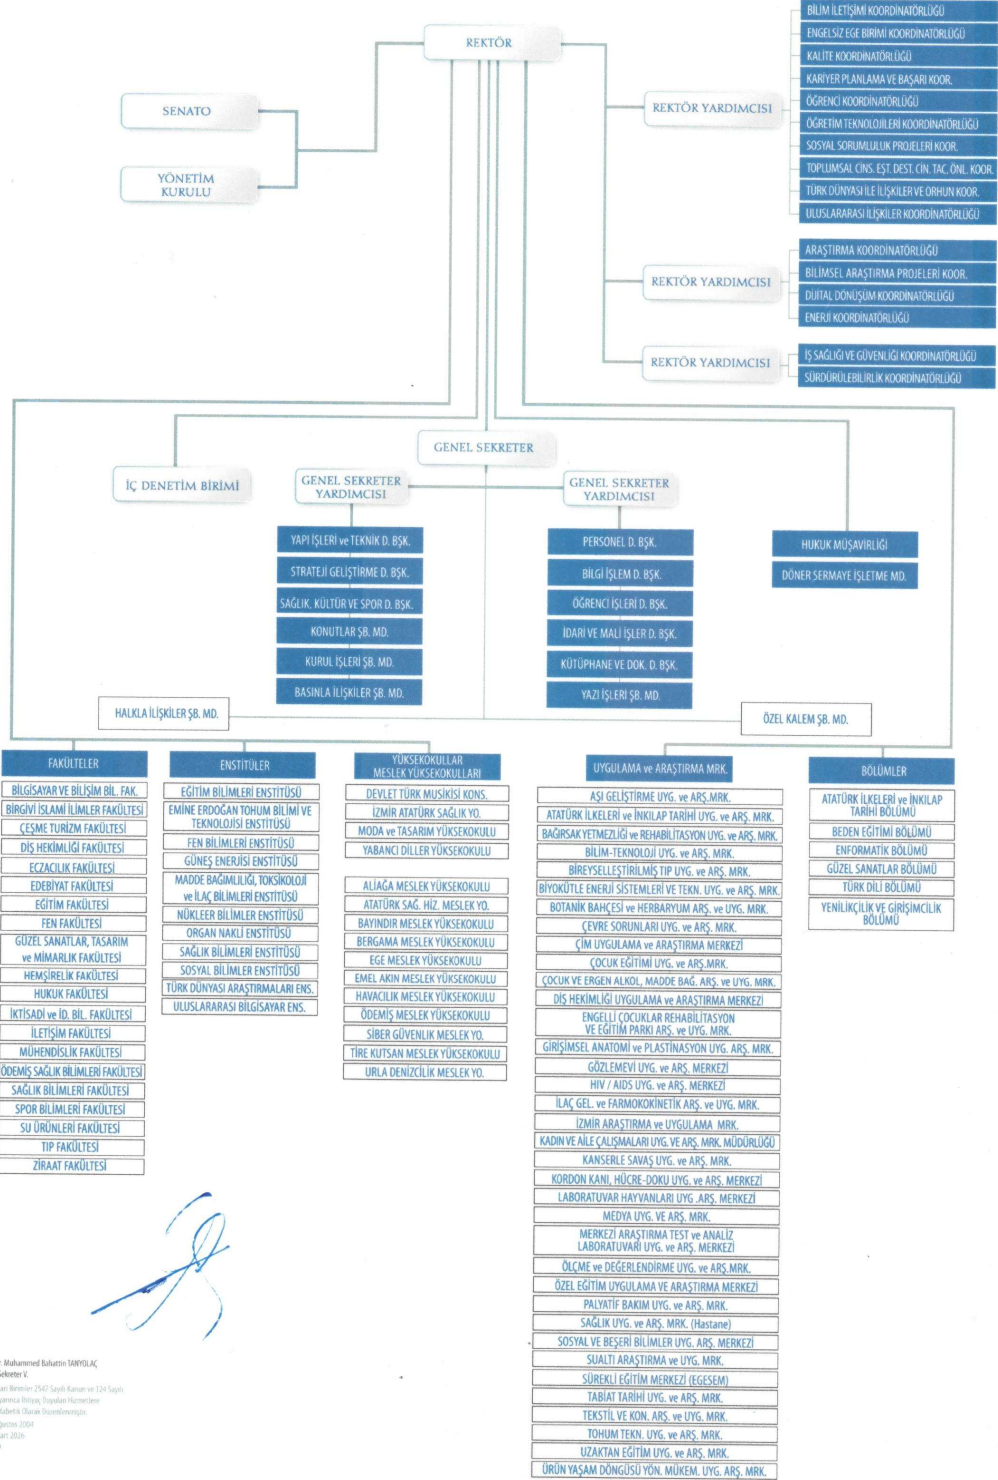 REKTÖR
SENATO
YÖNETİM
KURULU
REKTÖR YARDIMCISI
BİLİM İLETİŞİMİ KOORDİNATÖRLÜĞÜ
ENGELSİZ EGE BİRİMİ KOORDİNATÖRLÜĞÜ
KALİTE KOORDİNATÖRLÜĞÜ
KARİYER PLANLAMA VE BAŞARI KOOR.
ÖĞRENCİ KOORDİNATÖRLÜĞÜ
ÖĞRETİM TEKNOLOJİLERİ KOORDİNATÖRLÜĞÜ
SOSYAL SORUMLULUK PROJELERİ KOOR.
TOPLUMSAL CİNS. EŞT. DEST. CİN. TAC. ÖNL. KOOR.
TÜRK DÜNYASI İLE İLİŞKİLER VE ORHUN KOOR.
ULUSLARARASI İLİŞKİLER KOORDİNATÖRLÜĞÜ
REKTÖR YARDIMCISI
ARAŞTIRMA KOORDİNATÖRLÜĞÜ
BİLİMSEL ARAŞTIRMA PROJELERİ KOOR.
DİJİTAL DÖNÜŞÜM KOORDİNATÖRLÜĞÜ
ENERJİ KOORDİNATÖRLÜĞÜ
REKTÖR YARDIMCISI
İŞ SAĞLIĞI VE GÜVENLİĞİ KOORDİNATÖRLÜĞÜ
SÜRDÜRÜLEBİLİRLİK KOORDİNATÖRLÜĞÜ
GENEL SEKRETER
İÇ DENETİM BİRİMİ
GENEL SEKRETER
YARDIMCISI
YAPI İŞLERİ ve TEKNİK D. BŞK.
STRATEJİ GELİŞTİRME D. BŞK.
SAĞLIK, KÜLTÜR VE SPOR D. BŞK.
KONUTLAR ŞB. MD.
KURUL İŞLERİ ŞB. MD.
BASINLA İLİŞKİLER ŞB. MD.
GENEL SEKRETER
YARDIMCISI
PERSONEL D. BŞK.
BİLGİ İŞLEM D. BŞK.
ÖĞRENCİ İŞLERİ D. BŞK.
İDARİ VE MALİ İŞLER D. BŞK.
KÜTÜPHANE VE DOK. D. BŞK.
YAZI İŞLERİ ŞB. MD.
HUKUK MÜŞAVİRLİĞİ
DÖNER SERMAYE İŞLETME MD.
HALKLA İLİŞKİLER ŞB. MD.
ÖZEL KALEM ŞB. MD.
FAKÜLTELER
BİLGİSAYAR VE BİLİŞİM BİL. FAK.
BİRGİVİ İSLAMİ İLİMLER FAKÜLTESİ
ÇEŞME TURİZM FAKÜLTESİ
DİŞ HEKİMLİĞİ FAKÜLTESİ
ECZACILIK FAKÜLTESİ
EDEBİYAT FAKÜLTESİ
EĞİTİM FAKÜLTESİ
FEN FAKÜLTESİ
GÜZEL SANATLAR, TASARIM
ve MİMARLIK FAKÜLTESİ
HEMŞİRELİK FAKÜLTESİ
HUKUK FAKÜLTESİ
İKTİSADİ ve İD. BİL. FAKÜLTESİ
İLETİŞİM FAKÜLTESİ
MÜHENDİSLİK FAKÜLTESİ
ÖDEMİŞ SAĞLIK BİLİMLERİ FAKÜLTESİ
SAĞLIK BİLİMLERİ FAKÜLTESİ
SPOR BİLİMLERİ FAKÜLTESİ
SU ÜRÜNLERİ FAKÜLTESİ
TIP FAKÜLTESİ
ZİRAAT FAKÜLTESİ
ENSTİTÜLER
EĞİTİM BİLİMLERİ ENSTİTÜSÜ
EMİNE ERDOĞAN TOHUM BİLİMİ VE
TEKNOLOJİSİ ENSTİTÜSÜ
FEN BİLİMLERİ ENSTİTÜSÜ
GÜNEŞ ENERJİSİ ENSTİTÜSÜ
MADDE BAĞIMLILIĞI, TOKSİKOLOJİ
ve İLAÇ BİLİMLERİ ENSTİTÜSÜ
NÜKLEER BİLİMLER ENSTİTÜSÜ
ORGAN NAKLİ ENSTİTÜSÜ
SAĞLIK BİLİMLERİ ENSTİTÜSÜ
SOSYAL BİLİMLER ENSTİTÜSÜ
TÜRK DÜNYASI ARAŞTIRMALARI ENS.
ULUSLARARASI BİLGİSAYAR ENS.
YÜKSEKOKULLAR
MESLEK YÜKSEKOKULLARI
DEVLET TÜRK MUSİKİSİ KONS.
İZMİR ATATÜRK SAĞLIK YO.
MODA ve TASARIM YÜKSEKOKULU
YABANCI DİLLER YÜKSEKOKULU
ALİAĞA MESLEK YÜKSEKOKULU
ATATÜRK SAĞ. HİZ. MESLEK YO.
BAYINDIR MESLEK YÜKSEKOKULU
BERGAMA MESLEK YÜKSEKOKULU
EGE MESLEK YÜKSEKOKULU
EMEL AKIN MESLEK YÜKSEKOKULU
HAVACILIK MESLEK YÜKSEKOKULU
ÖDEMİŞ MESLEK YÜKSEKOKULU
SİBER GÜVENLİK MESLEK YO.
TİRE KUTSAN MESLEK YÜKSEKOKULU
URLA DENİZCİLİK MESLEK YO.
UYGULAMA ve ARAŞTIRMA MRK.
AŞI GELİŞTİRME UYG. ve ARŞ.MRK.
ATATÜRK İLKELERİ ve İNKILAP TARİHİ UYG. ve ARŞ. MRK.
BAĞIRSAK YETMEZLİĞİ ve REHABİLİTASYON UYG. ve ARŞ. MRK.
BİLİM-TEKNOLOJİ UYG. ve ARŞ. MRK.
BİREYSELLEŞTİRİLMİŞ TIP UYG. ve ARŞ. MRK.
BİYOKÜTLE ENERJİ SİSTEMLERİ VE TEKN. UYG. ve ARŞ. MRK.
BOTANİK BAHÇESİ ve HERBARYUM ARŞ. ve UYG. MRK.
ÇEVRE SORUNLARI UYG. ve ARŞ. MRK.
ÇİM UYGULAMA ve ARAŞTIRMA MERKEZİ
ÇOCUK EĞİTİMİ UYG. ve ARŞ.MRK.
ÇOCUK VE ERGEN ALKOL, MADDE BAĞ. ARŞ. ve UYG. MRK.
DİŞ HEKİMLİĞİ UYGULAMA ve ARAŞTIRMA MERKEZİ
ENGELLİ ÇOCUKLAR REHABİLİTASYON
VE EĞİTİM PARKI ARŞ. ve UYG. MRK.
GİRİŞİMSEL ANATOMİ ve PLASTİNASYON UYG. ARŞ. MRK.
GÖZLEMEVİ UYG. ve ARŞ. MERKEZİ
HIV / AIDS UYG. ve ARŞ. MERKEZİ
İLAÇ GEL. ve FARMOKOKİNETİK ARŞ. ve UYG. MRK.
İZMİR ARAŞTIRMA ve UYGULAMA MRK.
KADIN VE AİLE ÇALIŞMALARI UYG. VE ARŞ. MRK. MÜDÜRLÜĞÜ
KANSERLE SAVAŞ UYG. ve ARŞ. MRK.
KORDON KANI, HÜCRE-DOKU UYG. ve ARŞ. MERKEZİ
LABORATUVAR HAYVANLARI UYG .ARŞ. MERKEZİ
MEDYA UYG. VE ARŞ. MRK.
MERKEZİ ARAŞTIRMA TEST ve ANALİZ
LABORATUVARI UYG. ve ARŞ. MERKEZİ
ÖLÇME ve DEĞERLENDİRME UYG. ve ARŞ.MRK.
ÖZEL EĞİTİM UYGULAMA VE ARAŞTIRMA MERKEZİ
PALYATİF BAKIM UYG. ve ARŞ. MRK.
SAĞLIK UYG. ve ARŞ. MRK. (Hastane)
SOSYAL VE BEŞERİ BİLİMLER UYG. ARŞ. MERKEZİ
SUALTI ARAŞTIRMA ve UYG. MRK.
SÜREKLİ EĞİTİM MERKEZİ (EGESEM)
TABİAT TARİHİ UYG. ve ARŞ. MRK.
TEKSTİL VE KON. ARŞ. ve UYG. MRK.
TOHUM TEKN. UYG. ve ARŞ. MRK.
UZAKTAN EĞİTİM UYG. ve ARŞ. MRK.
ÜRÜN YAŞAM DÖNGÜSÜ YÖN. MÜKEM. UYG. ARŞ. MRK.
BÖLÜMLER
ATATÜRK İLKELERİ ve İNKILAP
TARİHİ BÖLÜMÜ
BEDEN EĞİTİMİ BÖLÜMÜ
ENFORMATİK BÖLÜMÜ
GÜZEL SANATLAR BÖLÜMÜ
TÜRK DİLİ BÖLÜMÜ
YENİLİKÇİLİK VE GİRİŞİMCİLİK
BÖLÜMÜ
Muhammed Bahattin TANYOLAÇ
Sekreter V.
Birimler 2547 Sayılı Kanun ve 124 Sayılı
İhtiyaç Duyulan Hizmetlere
Olarak Düzenlenmiştir.
2004
2026